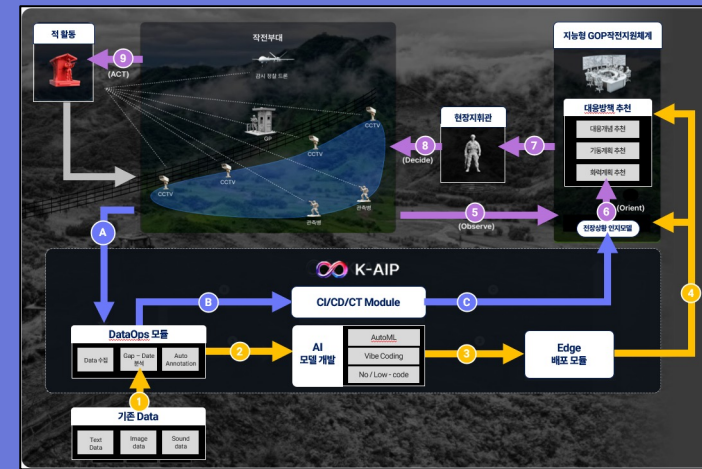 적 활동
작전부대
지능형 GOP작전지원체계
9
(ACT)
감시 정찰 드론
대응방책 추천
대응개념 추천
기동계획 추천
화력계획 추천
현장지휘관
GP
CCTV
CCTV
CCTV
CCTV
8
(Decide)
7
관측병
관측병
5
(Observe)
6
(Orient)
전장상황 인지모델
A
K-AIP
B
CI/CD/CT Module
C
4
DataOps 모듈
Data 수집
Gap – Date
분석
Auto
Annotation
2
AI
모델 개발
AutoML
Vibe Coding
No / Low - code
3
Edge
배포 모듈
1
기존 Data
Text
Data
Image
data
Sound
data